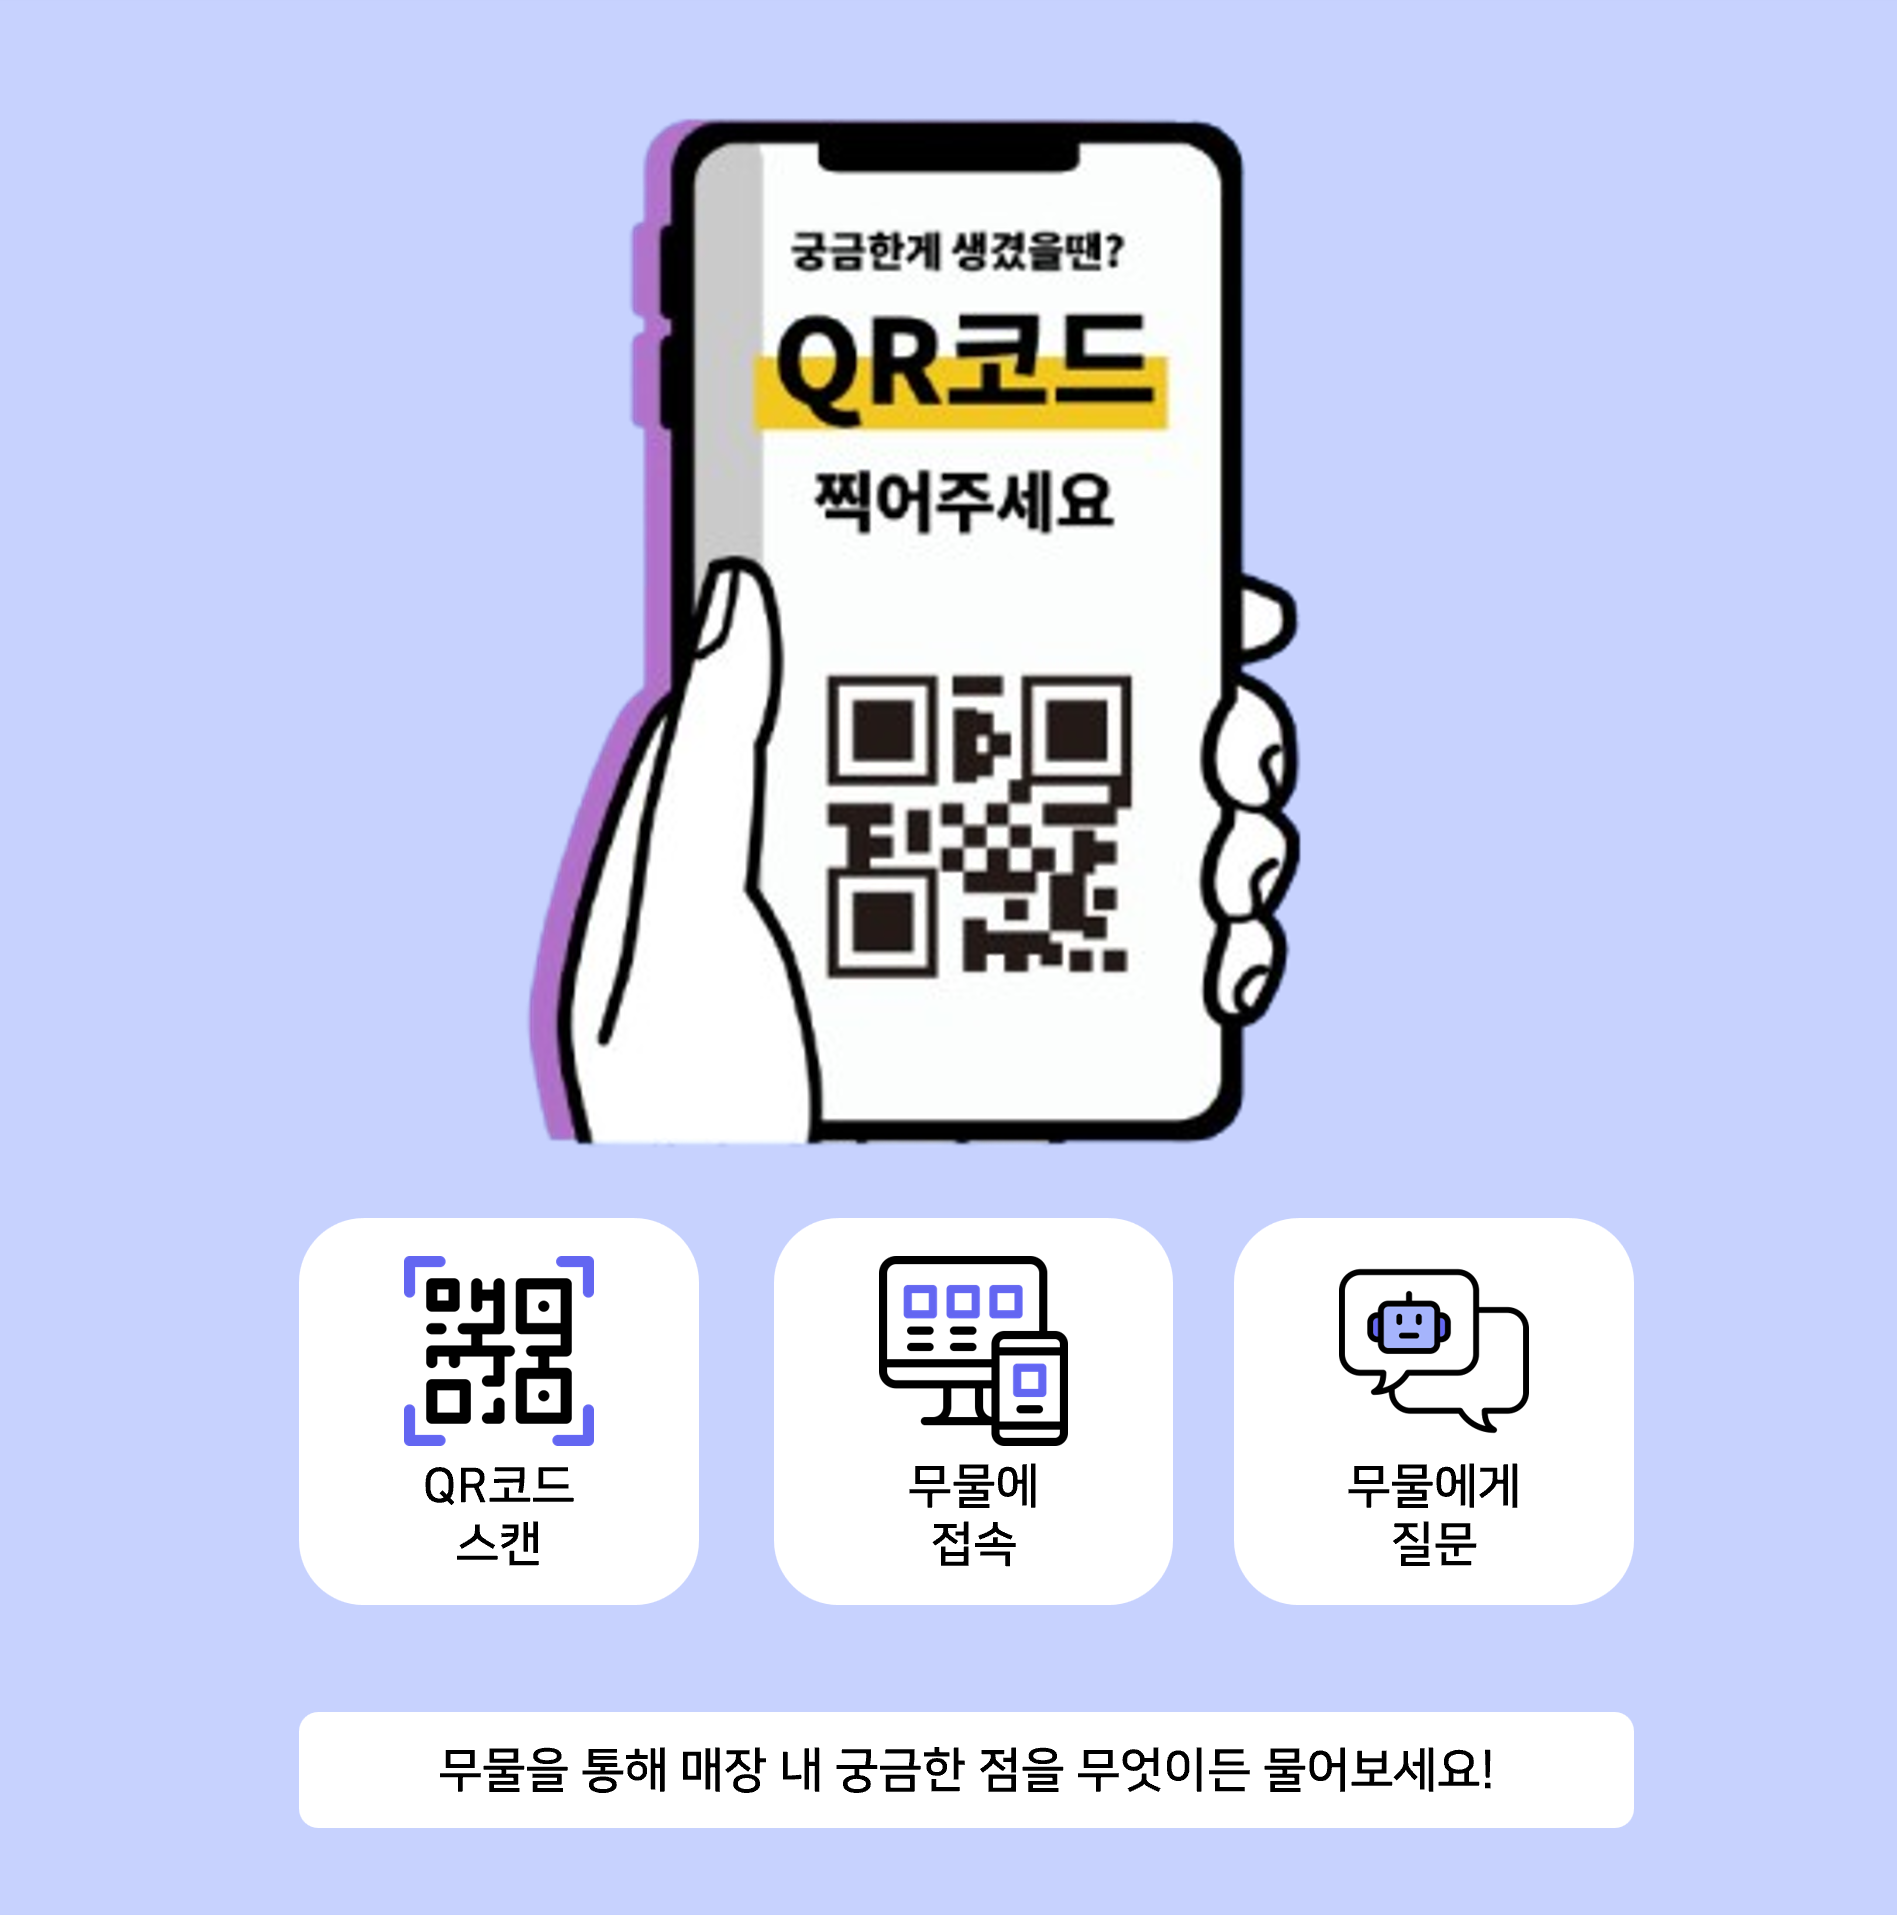 궁금한게 생겼을땐?
QR코드
찍어주세요
QR코드
스캔
무물에
접속
무물에게
질문
무물을 통해 매장 내 궁금한 점을 무엇이든 물어보세요!